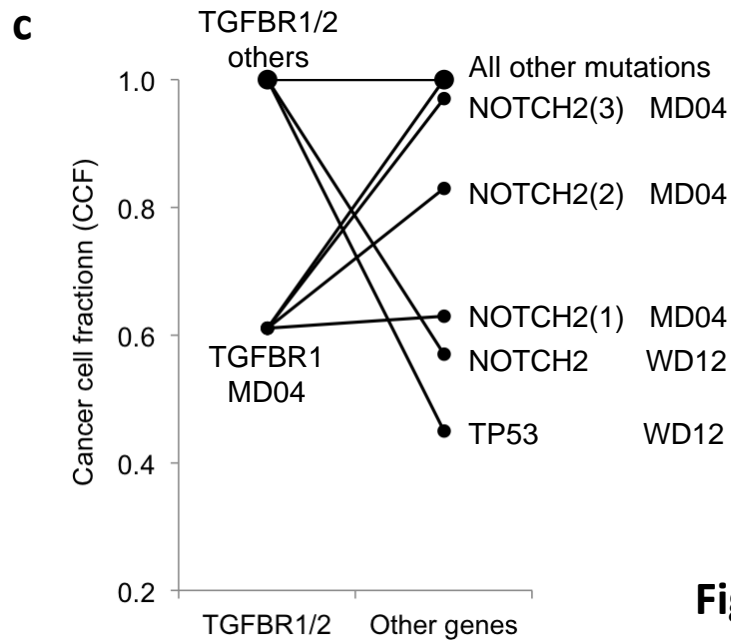 c
TGFBR1/2
others
1.0
All other mutations
NOTCH2(3) MD04
Cancer cell fractionn (CCF)
0.8
NOTCH2(2) MD04
0.6
NOTCH2(1) MD04
TGFBR1
MD04
NOTCH2 WD12
TP53 WD12
0.4
0.2
TGFBR1/2 Other genes
Fig